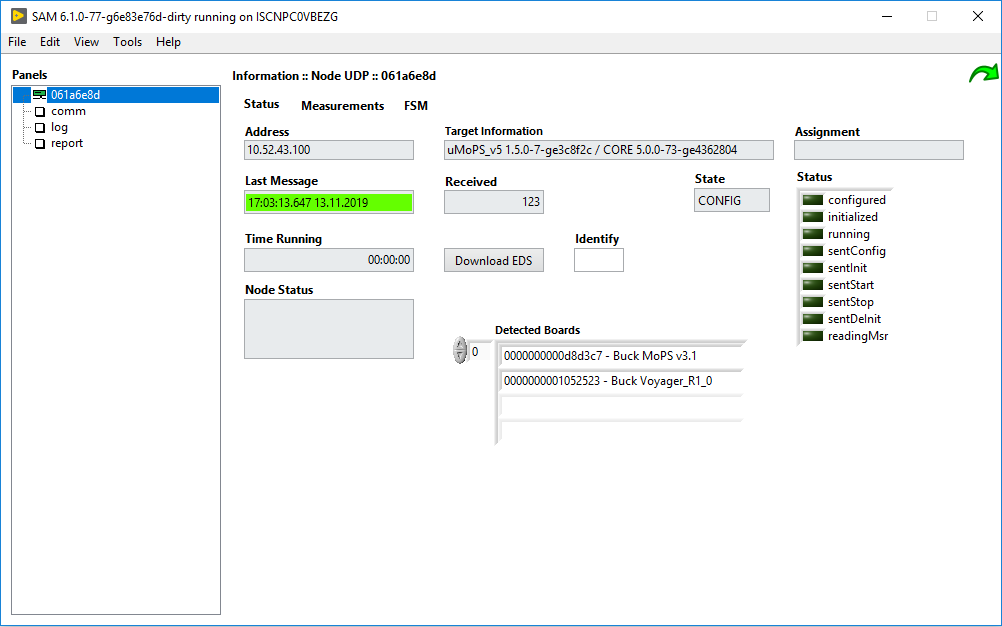 SAM 6.1.0-77-g6e83e76d-dirty running on ISCNPC0VBEZG
File Edit View Tools Help
Panels
061a6e8d
comm
log
report
Information :: Node UDP :: 061a6e8d
Status Measurements FSM
Address
10.52.43.100
Target Information
uMoPS_v5 1.5.0-7-ge3c8f2c / CORE 5.0.0-73-ge4362804
Assignment
Last Message
17:03:13.647 13.11.2019
Received
123
State
CONFIG
Status
configured
initialized
running
sentConfig
sentInit
sentStart
sentStop
sentDeInit
readingMsr
Time Running
00:00:00
Download EDS
Identify
Node Status
Detected Boards
0
0000000000d8d3c7 - Buck MoPS v3.1
0000000001052523 - Buck Voyager_R1_0